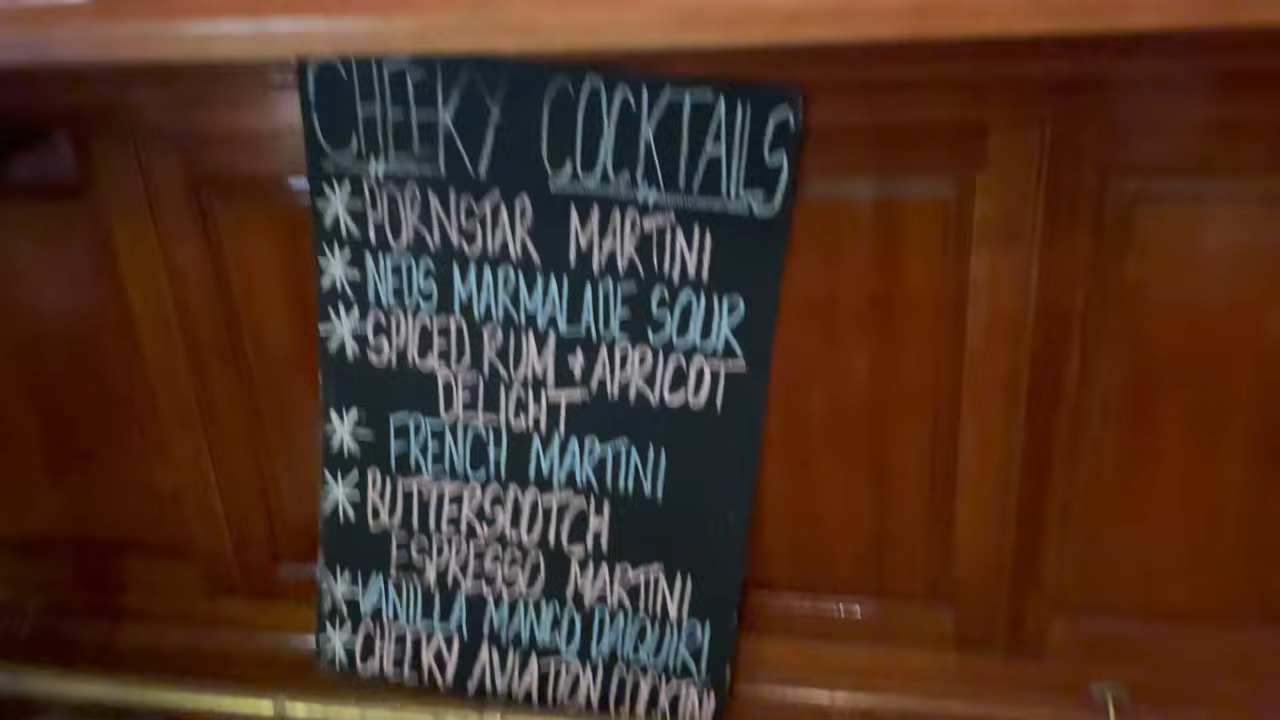 CHEEKY COCKTAILS
* PORNSTAR MARTINI
* NEDS MARMALADE SOUR
* SPICED RUM + APRICOT
DELIGHT
* FRENCH MARTINI
* BUTTERSCOTCH
ESPRESSO MARTINI
* VANILLA MANGO DAIQUIRI
* CHEEKY AVIATION COCKTAIL